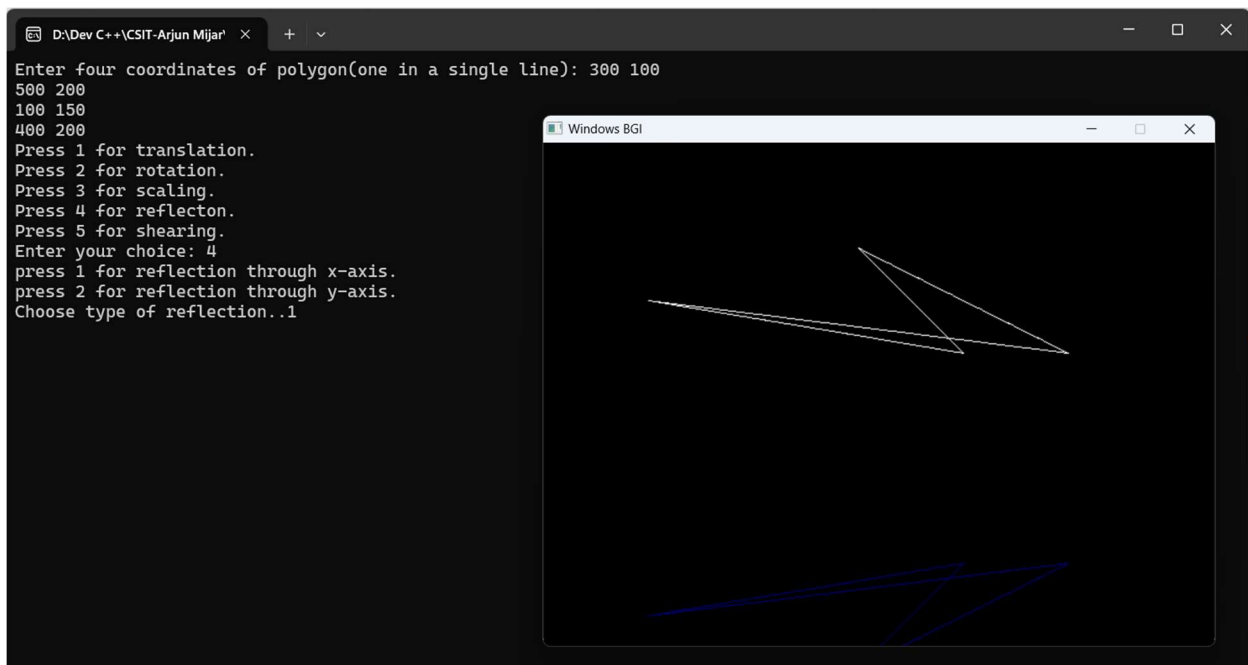 D:\Dev C++\CSIT-Arjun Mijar\
Enter four coordinates of polygon(one in a single line): 300 100
500 200
100 150
400 200
Press 1 for translation.
Press 2 for rotation.
Press 3 for scaling.
Press 4 for reflecton.
Press 5 for shearing.
Enter your choice: 4
press 1 for reflection through x-axis.
press 2 for reflection through y-axis.
Choose type of reflection..1
Windows BGI